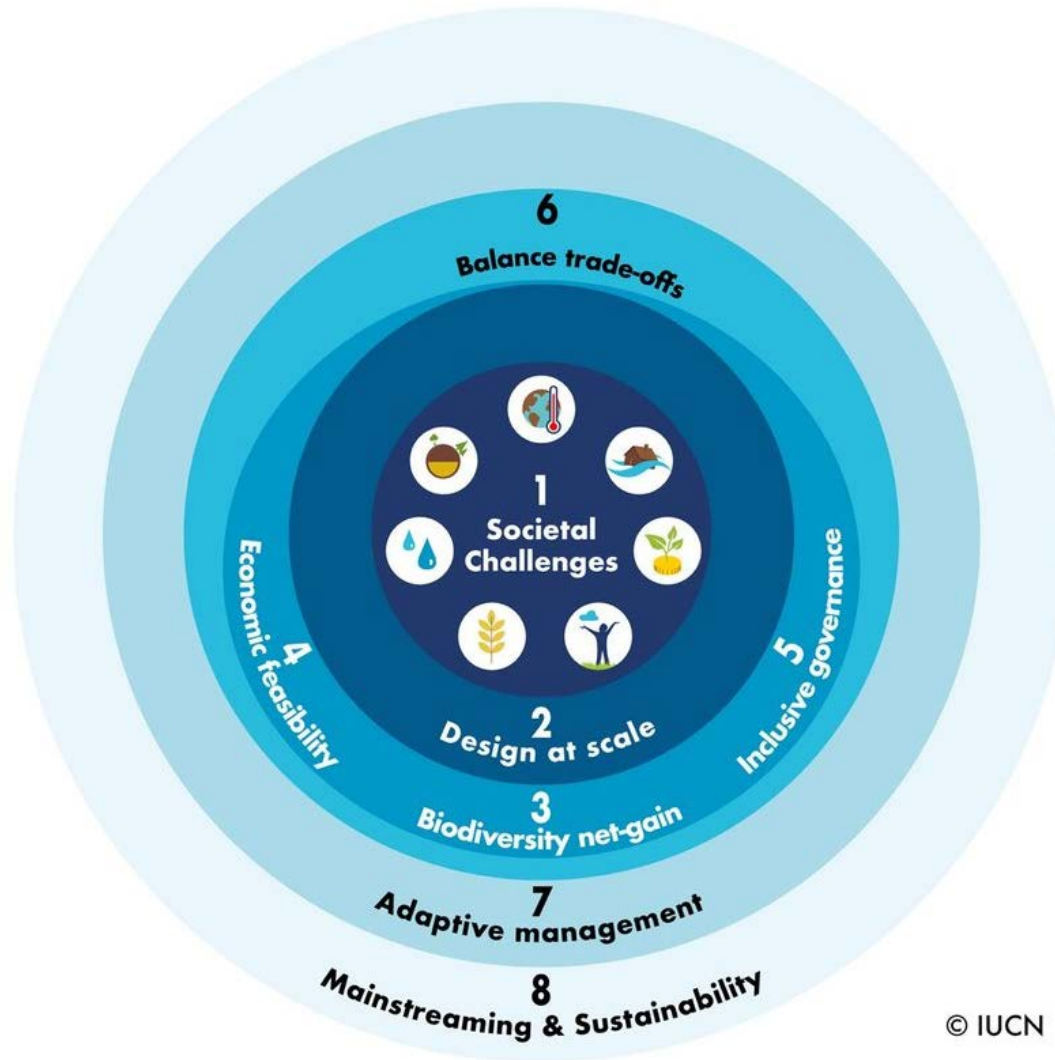 6
Balance trade-offs
1
Societal
Challenges
4
Economic feasibility
5
Inclusive governance
2
Design at scale
3
Biodiversity net-gain
7
Adaptive management
8
Mainstreaming & Sustainability
© IUCN